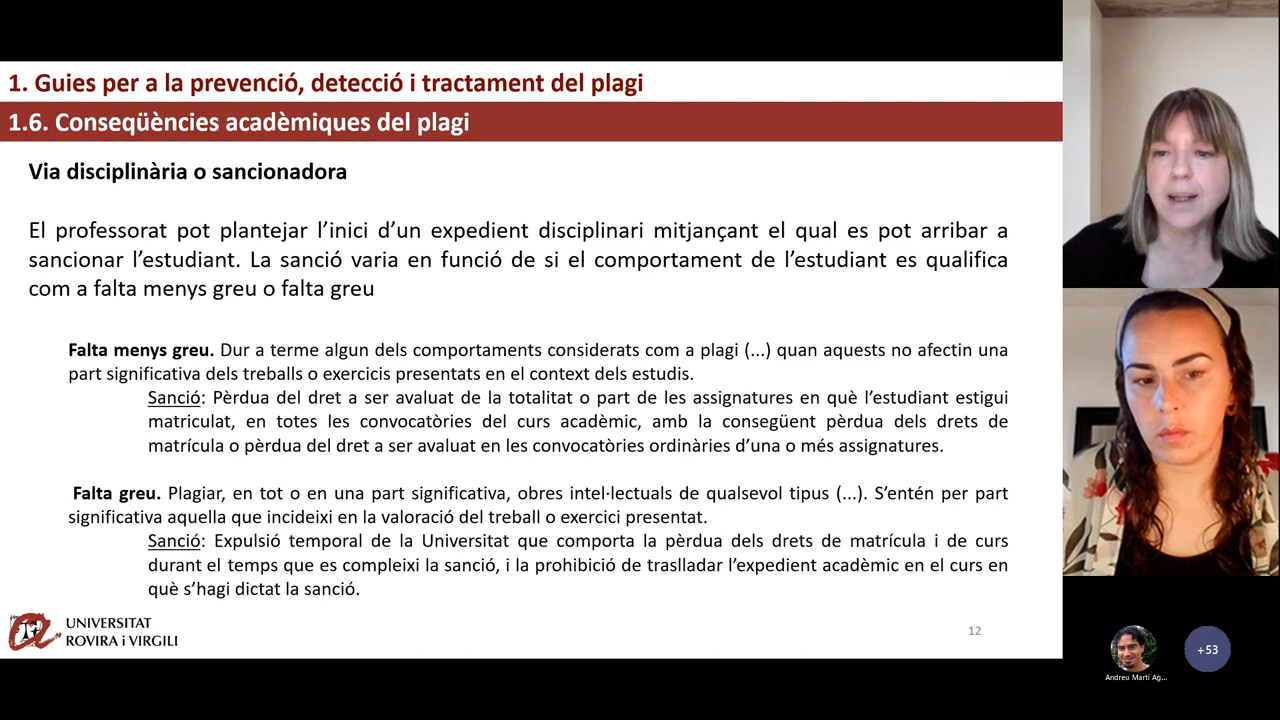 1. Guies per a la prevenció, detecció i tractament del plagi
1.6. Conseqüències acadèmiques del plagi
Via disciplinària o sancionadora
El professorat pot plantejar l’inici d’un expedient disciplinari mitjançant el qual es pot arribar a
sancionar l’estudiant. La sanció varia en funció de si el comportament de l’estudiant es qualifica
com a falta menys greu o falta greu
Falta menys greu. Dur a terme algun dels comportaments considerats com a plagi (...) quan aquests no afectin una
part significativa dels treballs o exercicis presentats en el context dels estudis.
Sanció: Pèrdua del dret a ser avaluat de la totalitat o part de les assignatures en què l’estudiant estigui
matriculat, en totes les convocatòries del curs acadèmic, amb la consegüent pèrdua dels drets de
matrícula o pèrdua del dret a ser avaluat en les convocatòries ordinàries d’una o més assignatures.
Falta greu. Plagiar, en tot o en una part significativa, obres intel·lectuals de qualsevol tipus (...). S’entén per part
significativa aquella que incideixi en la valoració del treball o exercici presentat.
Sanció: Expulsió temporal de la Universitat que comporta la pèrdua dels drets de matrícula i de curs
durant el temps que es compleixi la sanció, i la prohibició de traslladar l’expedient acadèmic en el curs en
què s’hagi dictat la sanció.
UNIVERSITAT
ROVIRA i VIRGILI
12
+53
Andreu Martí Ag...